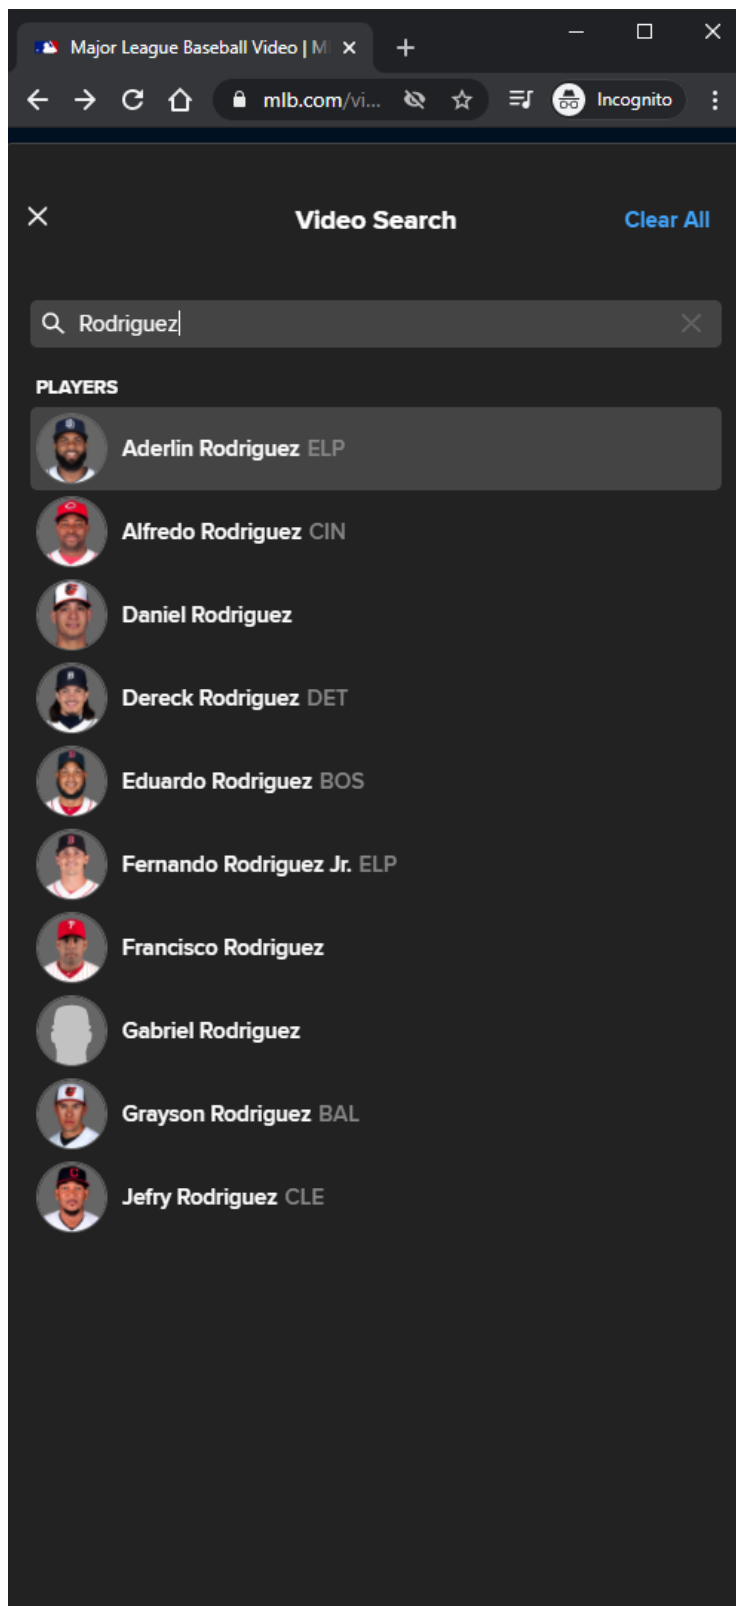 Major League Baseball Video | M
mlb.com/vi...
Incognito
Video Search
Clear All
Rodriguez
PLAYERS
Aderlin Rodriguez ELP
Alfredo Rodriguez CIN
Daniel Rodriguez
Dereck Rodriguez DET
Eduardo Rodriguez BOS
Fernando Rodriguez Jr. ELP
Francisco Rodriguez
Gabriel Rodriguez
Grayson Rodriguez BAL
Jefry Rodriguez CLE